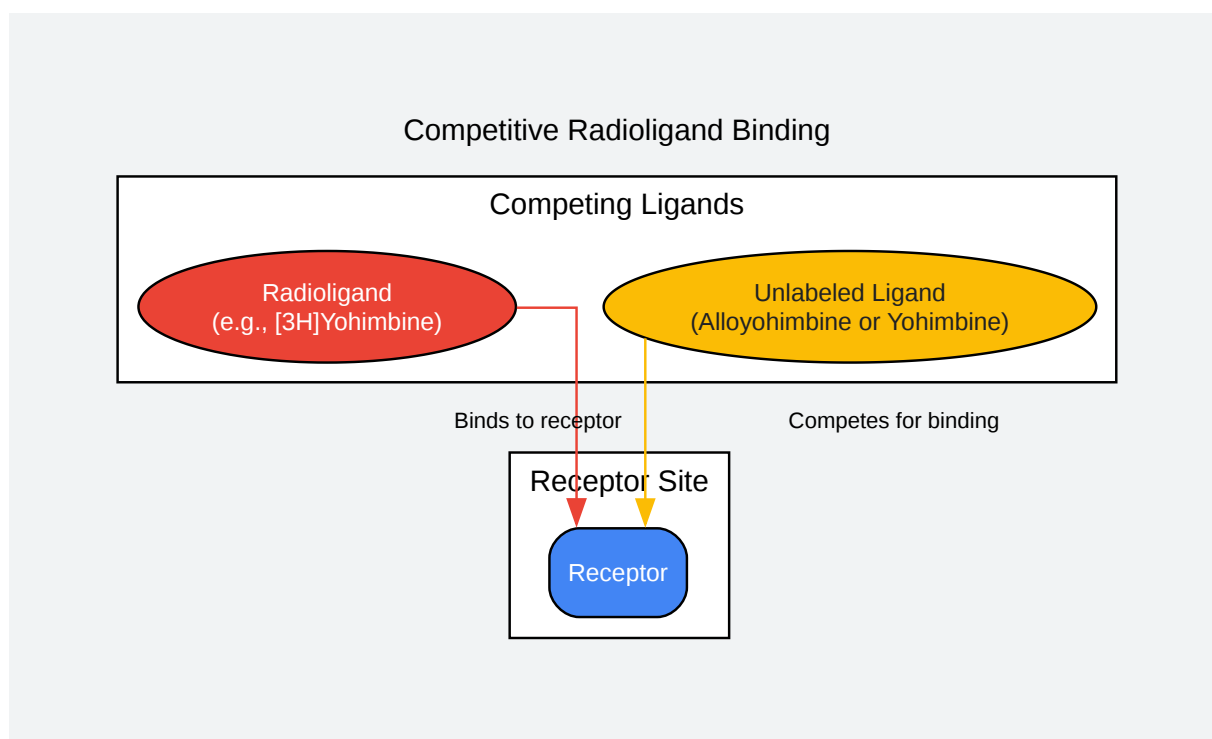 Competitive Radioligand Binding
Competing Ligands
Radioligand
(e.g., [3H]Yohimbine)
Unlabeled Ligand
(Alloyohimbine or Yohimbine)
Binds to receptor
Competes for binding
Receptor Site
Receptor